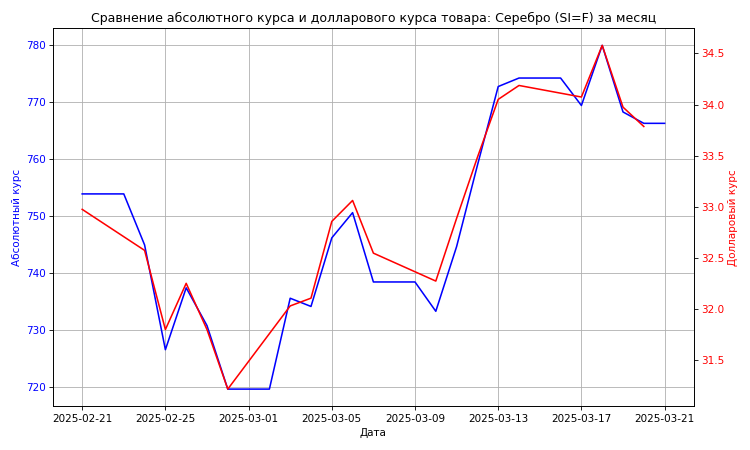 Сравнение абсолютного курса и долларового курса товара: Серебро (SI=F) за месяц
Абсолютный курс
780
770
760
750
740
730
720
34.5
34.0
33.5
33.0
32.5
32.0
31.5
Долларовый курс
2025-02-21 2025-02-25 2025-03-01 2025-03-05 2025-03-09 2025-03-13 2025-03-17 2025-03-21
Дата